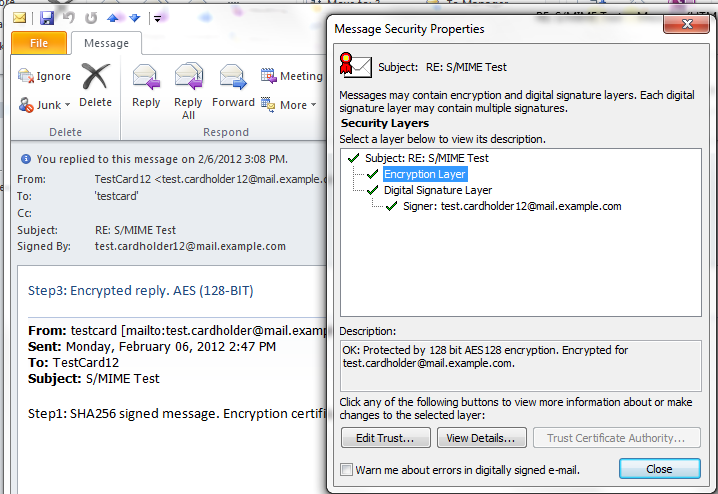 File
Message
Ignore
Junk
Delete
Reply
Reply
All
Forward
Meeting
More
Delete
Respond
You replied to this message on 2/6/2012 3:08 PM.
From: TestCard12 <test.cardholder12@mail.example.c
To: 'testcard'
Cc:
Subject: RE: S/MIME Test
Signed By: test.cardholder12@mail.example.com
Step3: Encrypted reply. AES (128-BIT)
From: testcard [mailto:test.cardholder@mail.examp
Sent: Monday, February 06, 2012 2:47 PM
To: TestCard12
Subject: S/MIME Test
Step1: SHA256 signed message. Encryption certifi
Message Security Properties
Subject: RE: S/MIME Test
Messages may contain encryption and digital signature layers. Each digital
signature layer may contain multiple signatures.
Security Layers
Select a layer below to view its description.
Subject: RE: S/MIME Test
Encryption Layer
Digital Signature Layer
Signer: test.cardholder12@mail.example.com
Description:
OK: Protected by 128 bit AES128 encryption. Encrypted for
test.cardholder@mail.example.com.
Click any of the following buttons to view more information about or make
changes to the selected layer:
Edit Trust...
View Details...
Trust Certificate Authority...
Warn me about errors in digitally signed e-mail.
Close